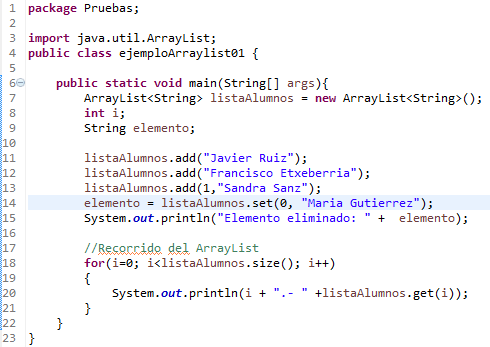 1 package Pruebas;
2
3 import java.util.ArrayList;
4 public class ejemploArraylist01 {
5
6 public static void main(String[] args){
7 ArrayList<String> listaAlumnos = new ArrayList<String>();
8 int i;
9 String elemento;
10
11 listaAlumnos.add("Javier Ruiz");
12 listaAlumnos.add("Francisco Etxeberria");
13 listaAlumnos.add(1,"Sandra Sanz");
14 elemento = listaAlumnos.set(0, "Maria Gutierrez");
15 System.out.println("Elemento eliminado: " +  elemento);
16
17 //Recorrido del ArrayList
18 for(i=0; i<listaAlumnos.size(); i++)
19 {
20 System.out.println(i + ".- " +listaAlumnos.get(i));
21 }
22 }
23 }